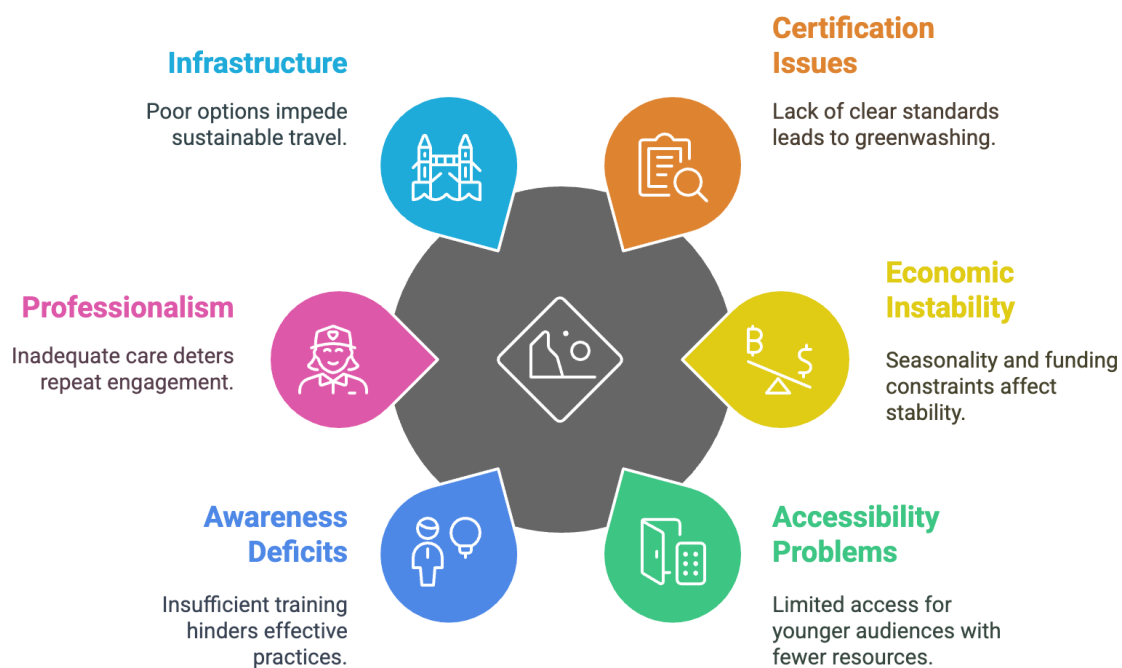 Certification
Issues
Lack of clear standards
leads to greenwashing.
Infrastructure
Poor options impede
sustainable travel.
Economic
Instability
Seasonality and funding
constraints affect
stability.
Professionalism
Inadequate care deters
repeat engagement.
Awareness
Deficits
Insufficient training
hinders effective
practices.
Accessibility
Problems
Limited access for
younger audiences with
fewer resources.